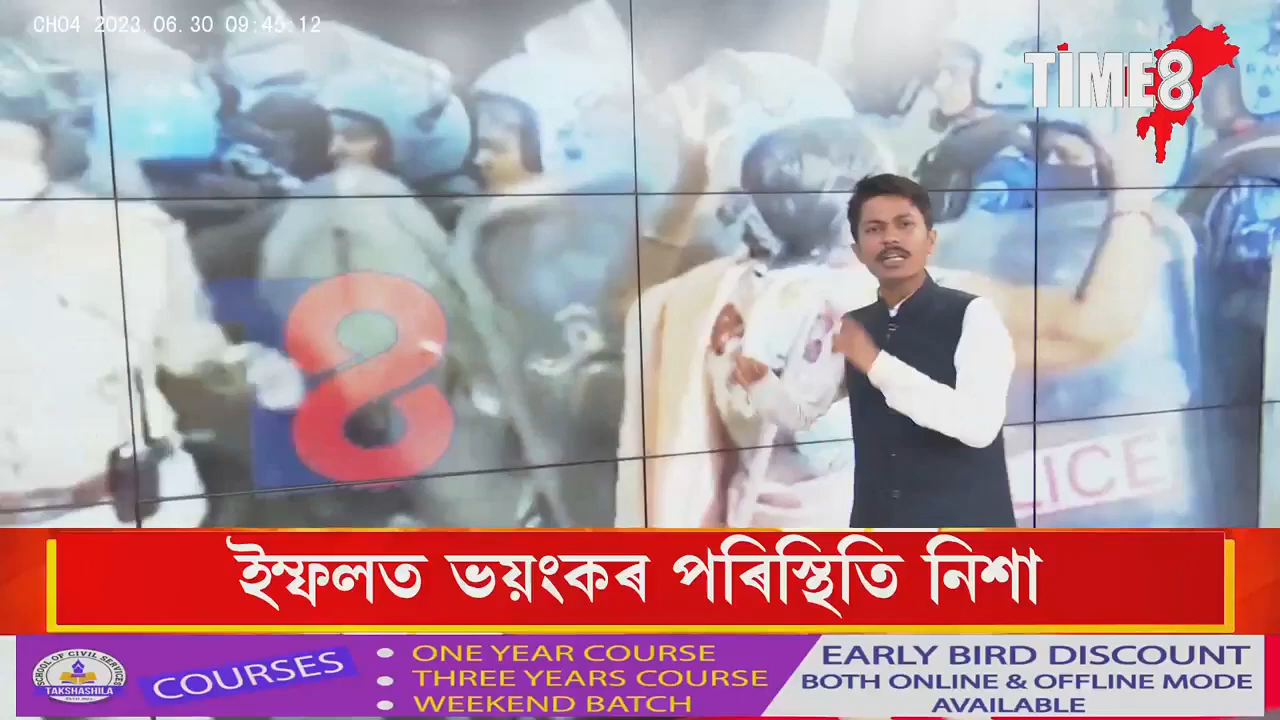 CH04 2023.06.30 09:45:12
TIME8
8
LICE
ইম্ফলত ভয়ংকৰ পৰিস্থিতি নিশা
SCHOOL OF CIVIL SERVICES
TAKSHASHILA
COURSES
• ONE YEAR COURSE
• THREE YEARS COURSE
• WEEKEND BATCH
EARLY BIRD DISCOUNT
BOTH ONLINE & OFFLINE MODE
AVAILABLE